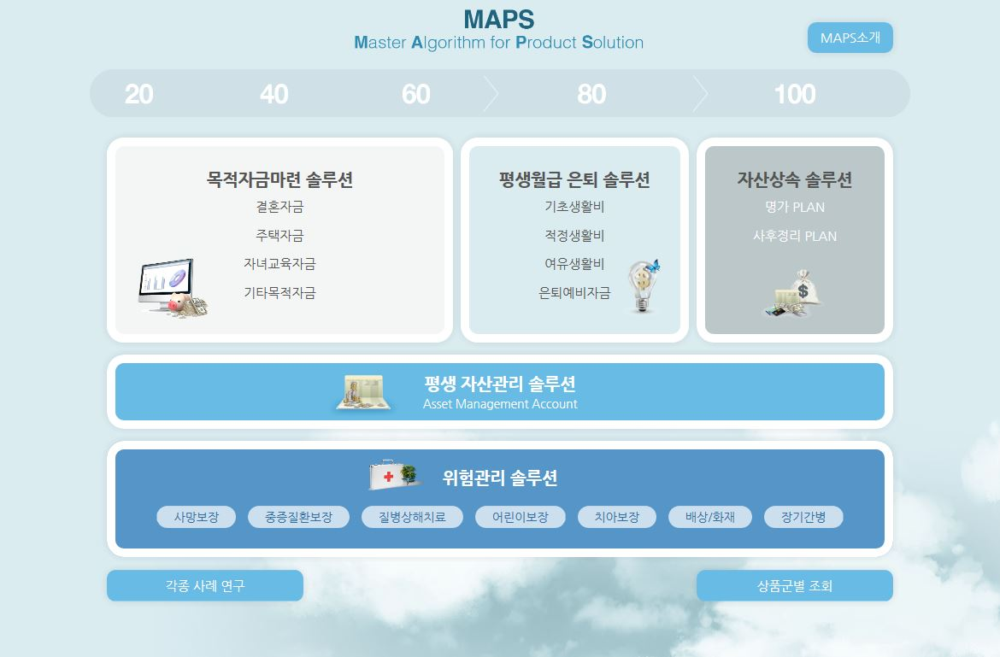 MAPS
Master Algorithm for Product Solution
MAPS소개
20 40 60 80 100
목적자금마련 솔루션
결혼자금
주택자금
자녀교육자금
기타목적자금
평생월급 은퇴 솔루션
기초생활비
적정생활비
여유생활비
은퇴예비자금
자산상속 솔루션
명가 PLAN
사후정리 PLAN
평생 자산관리 솔루션
Asset Management Account
위험관리 솔루션
사망보장 중증질환보장 질병상해치료 어린이보장 치아보장 배상/화재 장기간병
각종 사례 연구
상품군별 조회